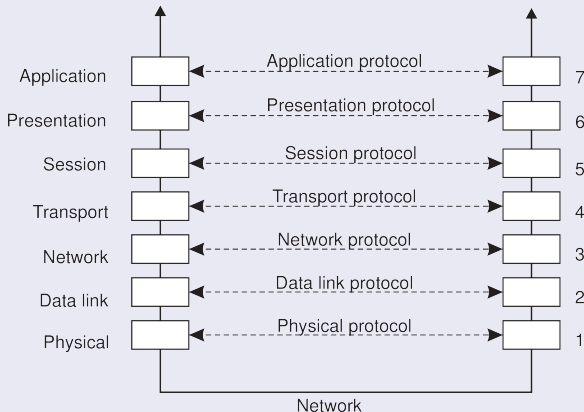 Application Application protocol 7
Presentation Presentation protocol 6
Session Session protocol 5
Transport Transport protocol 4
Network Network protocol 3
Data link Data link protocol 2
Physical Physical protocol 1
Network